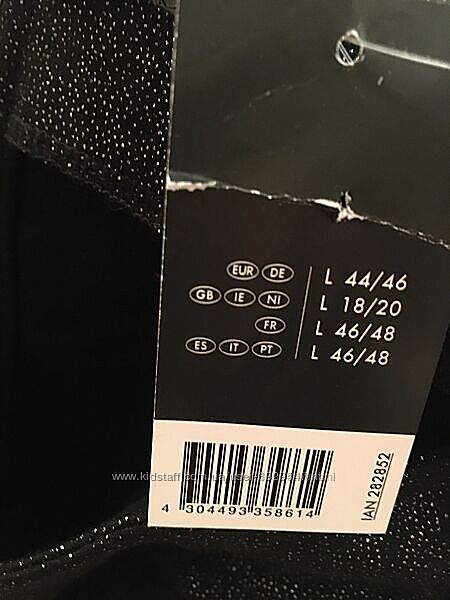 EUR DE L 44/46
GB IE NI L 18/20
FR L 46/48
ES IT PT L 46/48
4 304493 358614
IAN 282852